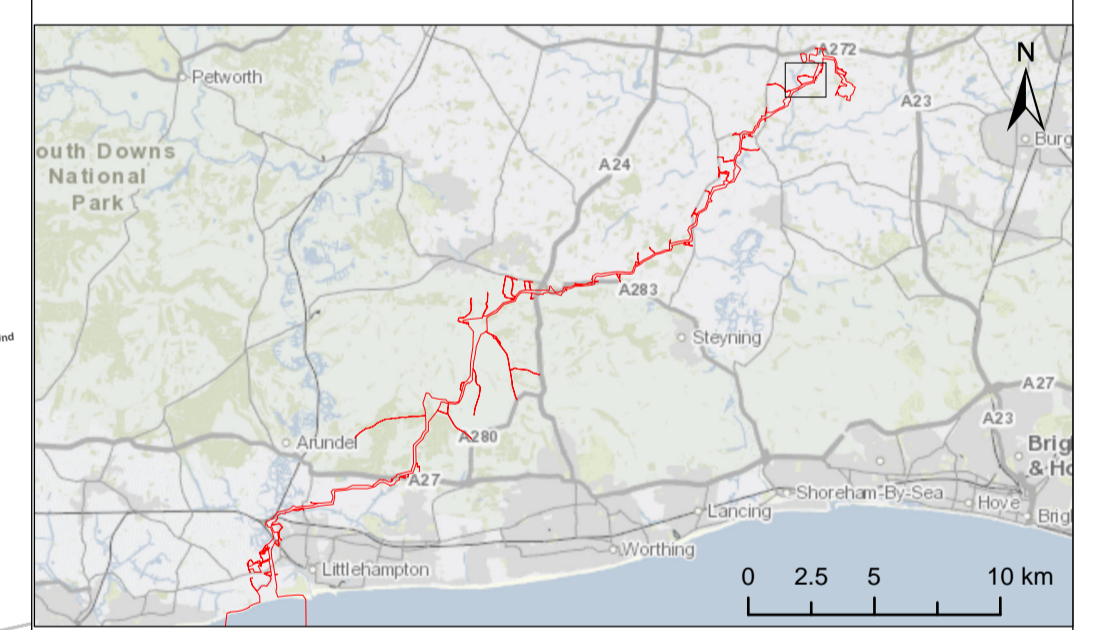 A272
Petworth
N
A23
Burg
outh Downs
National
Park
A24
A283
nd
Steyning
A27
A23
Arundel
A280
Brig
& Ho
A27
Shoreham-By-Sea
Hove
Lancing
Brig
Worthing
Littlehampton
0 2.5 5 10 km